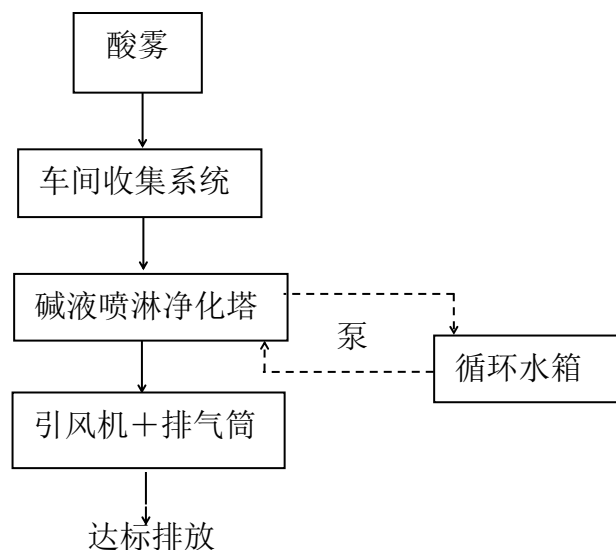 酸雾
车间收集系统
碱液喷淋净化塔
泵
循环水箱
引风机＋排气筒
达标排放